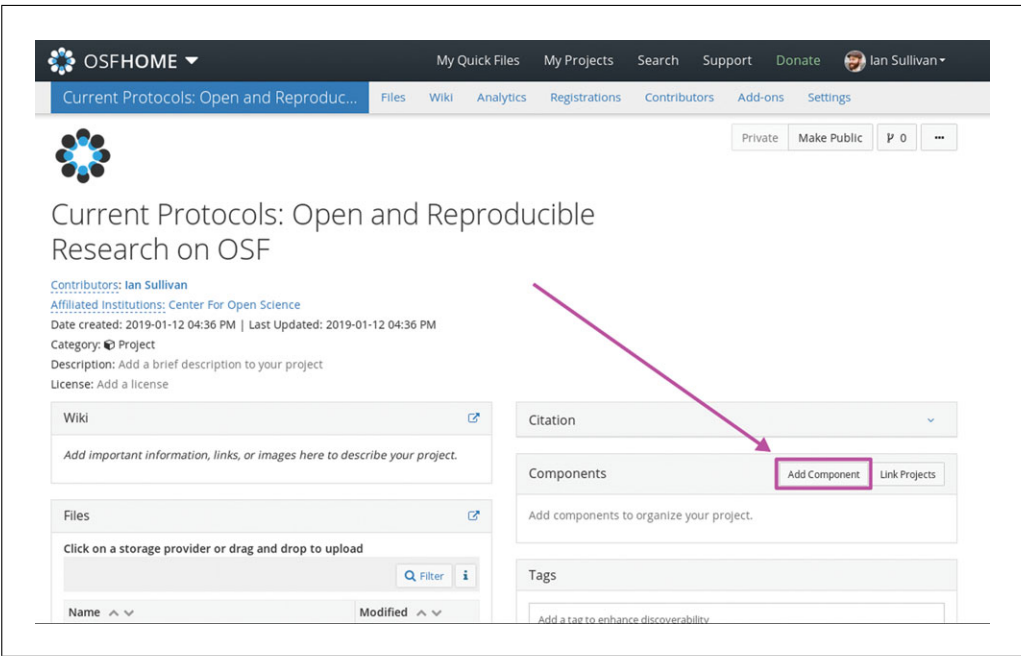 OSFHOME
My Quick Files My Projects Search Support Donate Ian Sullivan
Current Protocols: Open and Reproduc... Files Wiki Analytics Registrations Contributors Add-ons Settings
Private Make Public 0 ...
Current Protocols: Open and Reproducible
Research on OSF
Contributors: Ian Sullivan
Affiliated Institutions: Center For Open Science
Date created: 2019-01-12 04:36 PM | Last Updated: 2019-01-12 04:36 PM
Category: Project
Description: Add a brief description to your project
License: Add a license
Wiki
Add important information, links, or images here to describe your project.
Files
Click on a storage provider or drag and drop to upload
Filter i
Name Modified
Citation
Components Add Component Link Projects
Add components to organize your project.
Tags
Add a tag to enhance discoverability